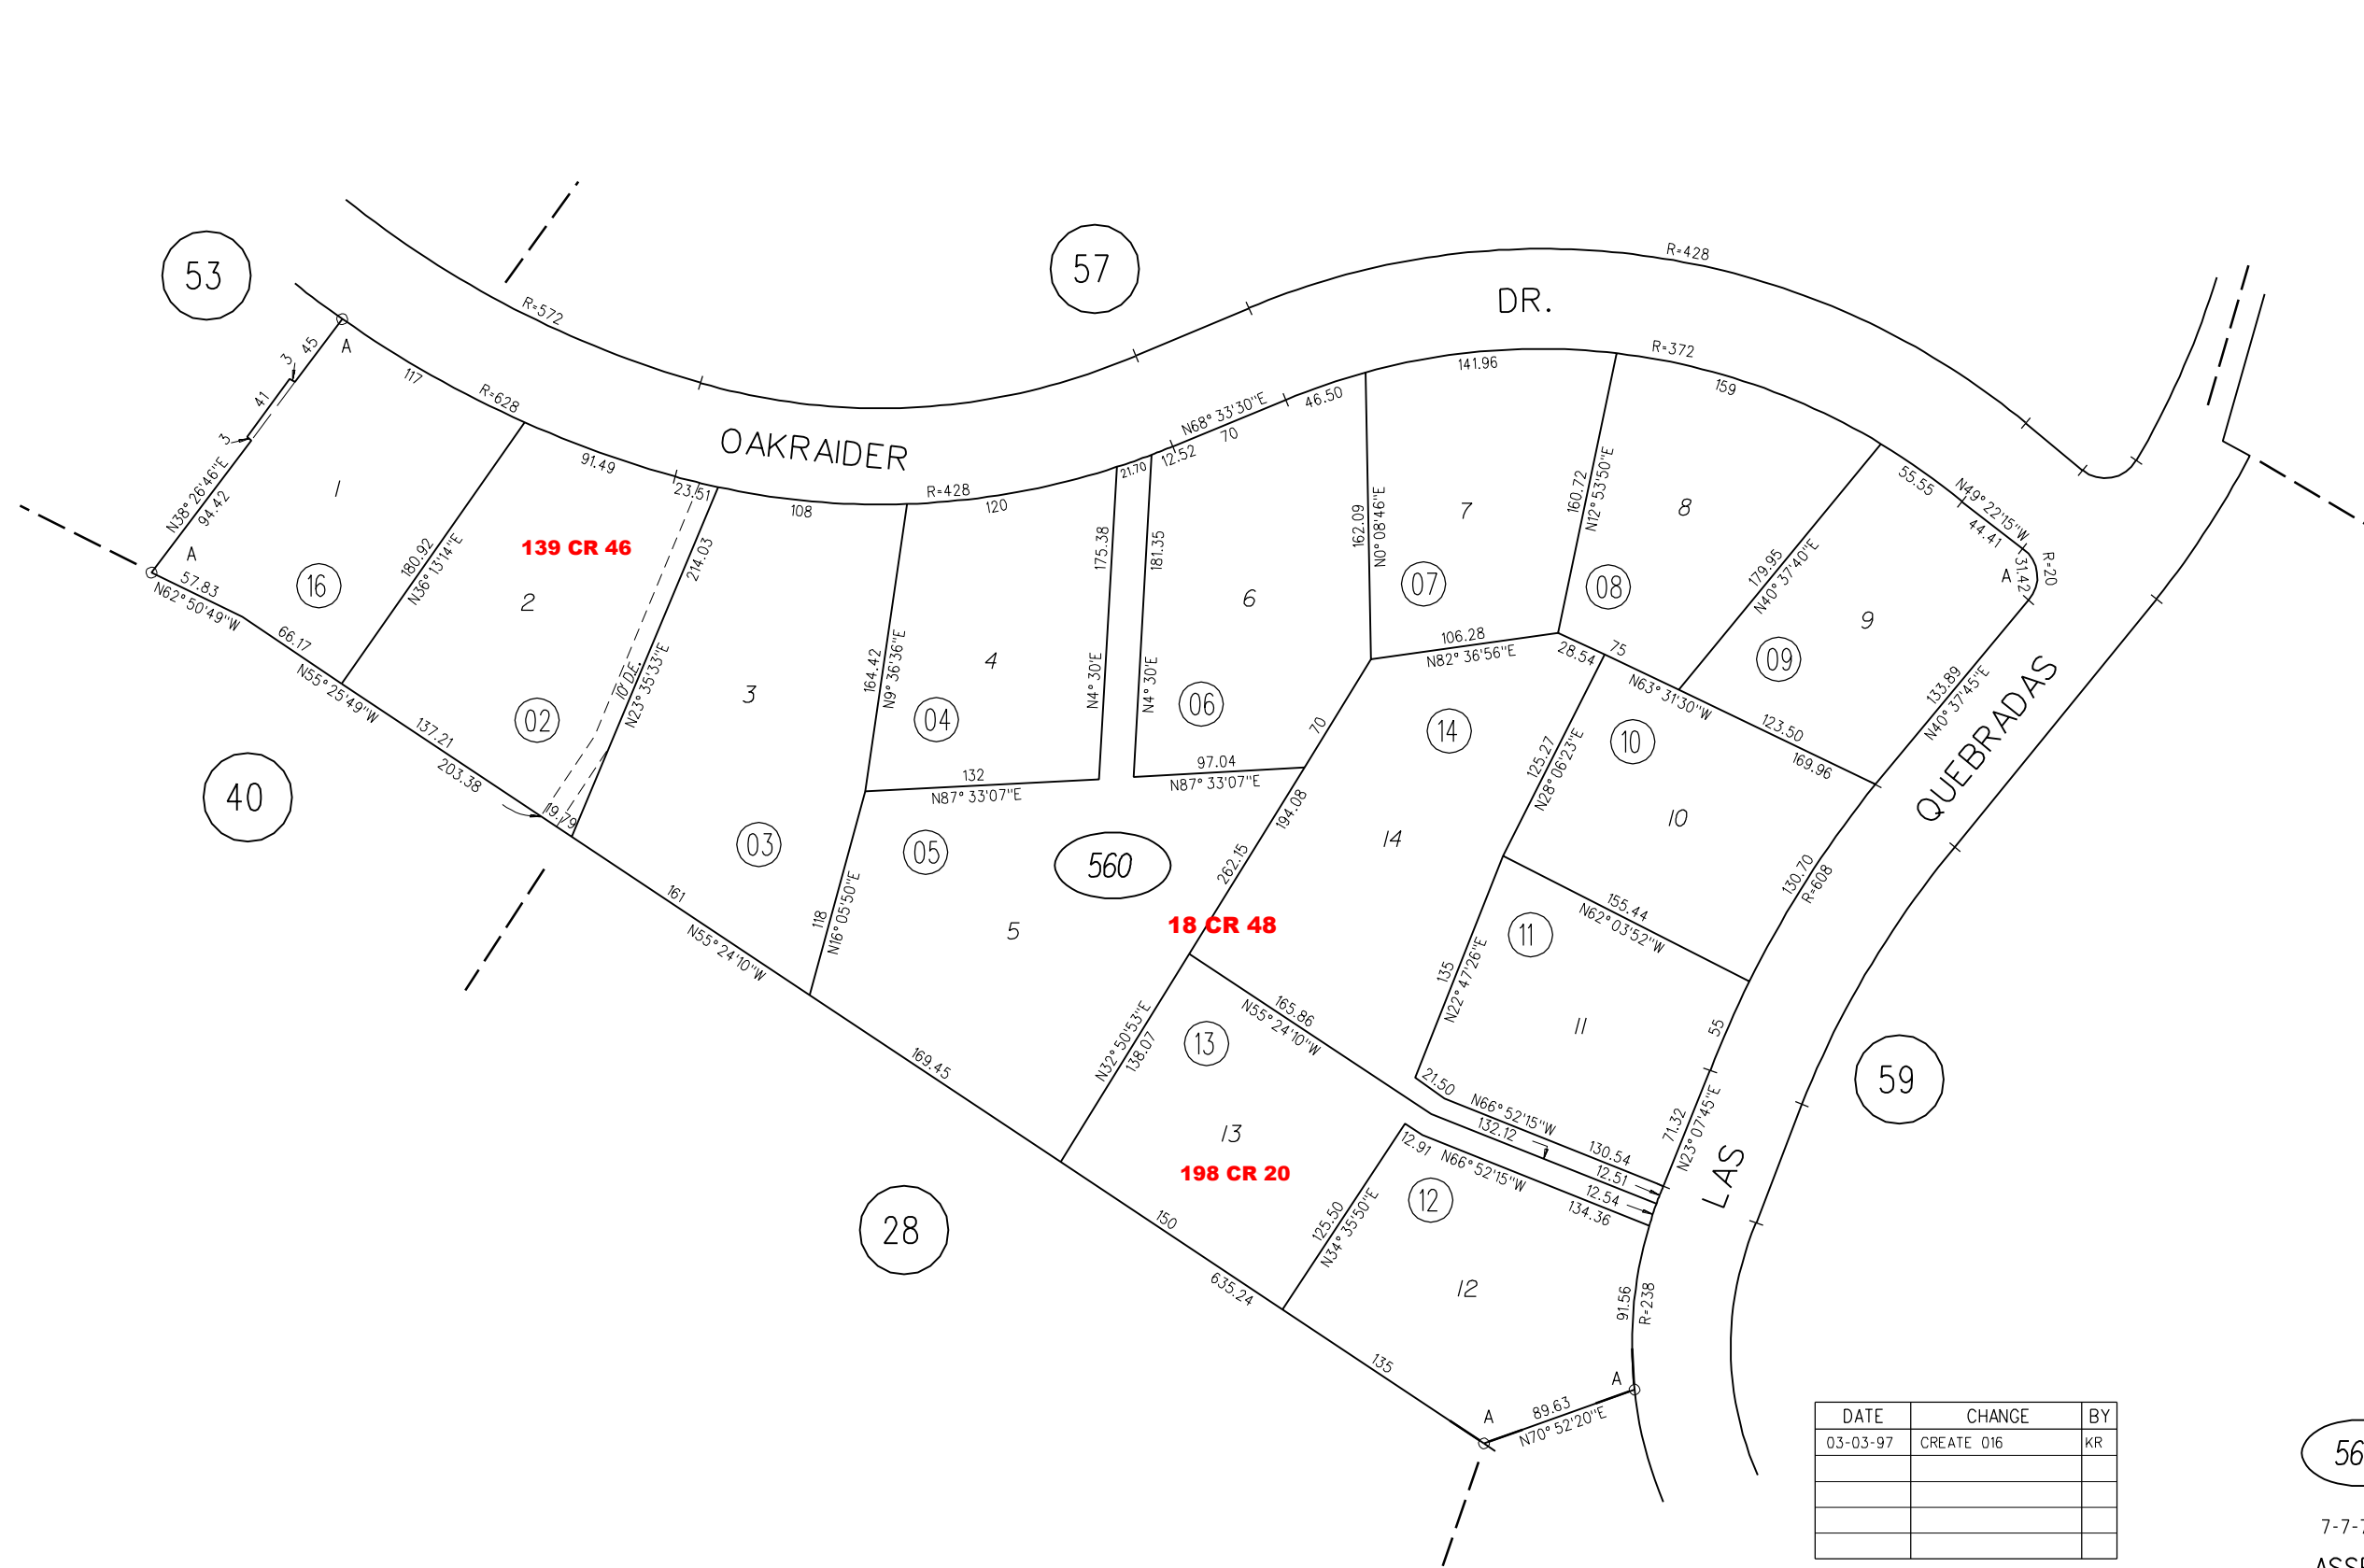 53
57
R=428
R=572
DR.
OAKRAIDER
R=372
159
141.96
46.50
N68° 33'30"E
70
12.52
21.70
45
3
A
41
3
117
R=628
91.49
23.51
108
R=428
120
55.55
N49° 22'15"W
44.41
R=20
31.42
A
N38° 26'46"E
94.42
1
A
57.83
N62° 50'49"W
16
180.92
N36° 13'14"E
139 CR 46
2
214.03
N23° 35'33"E
10' D.E.
02
66.17
N55° 25'49"W
137.21
203.38
19.79
3
03
164.42
N9° 36'36"E
4
04
175.38
N4° 30'E
181.35
N4° 30'E
6
06
162.09
N0° 08'46"E
7
07
160.72
N12° 53'50"E
8
08
179.95
N40° 37'40"E
9
09
133.89
N40° 37'45"E
106.28
N82° 36'56"E
28.54
75
N63° 31'30"W
123.50
169.96
QUEBRADAS
132
N87° 33'07"E
97.04
N87° 33'07"E
70
194.08
262.15
40
05
560
5
18 CR 48
14
14
125.27
N28° 06'23"E
10
10
130.70
R=608
155.44
N62° 03'52"W
11
11
135
N22° 47'26"E
55
161
N55° 24'10"W
118
N16° 05'50"E
169.45
N32° 50'53"E
138.07
165.86
N55° 24'10"W
13
13
198 CR 20
21.50
N66° 52'15"W
132.12
130.54
12.51
12.54
134.36
12.91
N66° 52'15"W
71.32
N23° 07'45"E
59
LAS
28
125.50
N34° 35'50"E
12
12
91.56
R=238
150
635.24
135
A
A
89.63
N70° 52'20"E
DATE CHANGE BY
03-03-97 CREATE 016 KR
56
7-7-7
ASSE